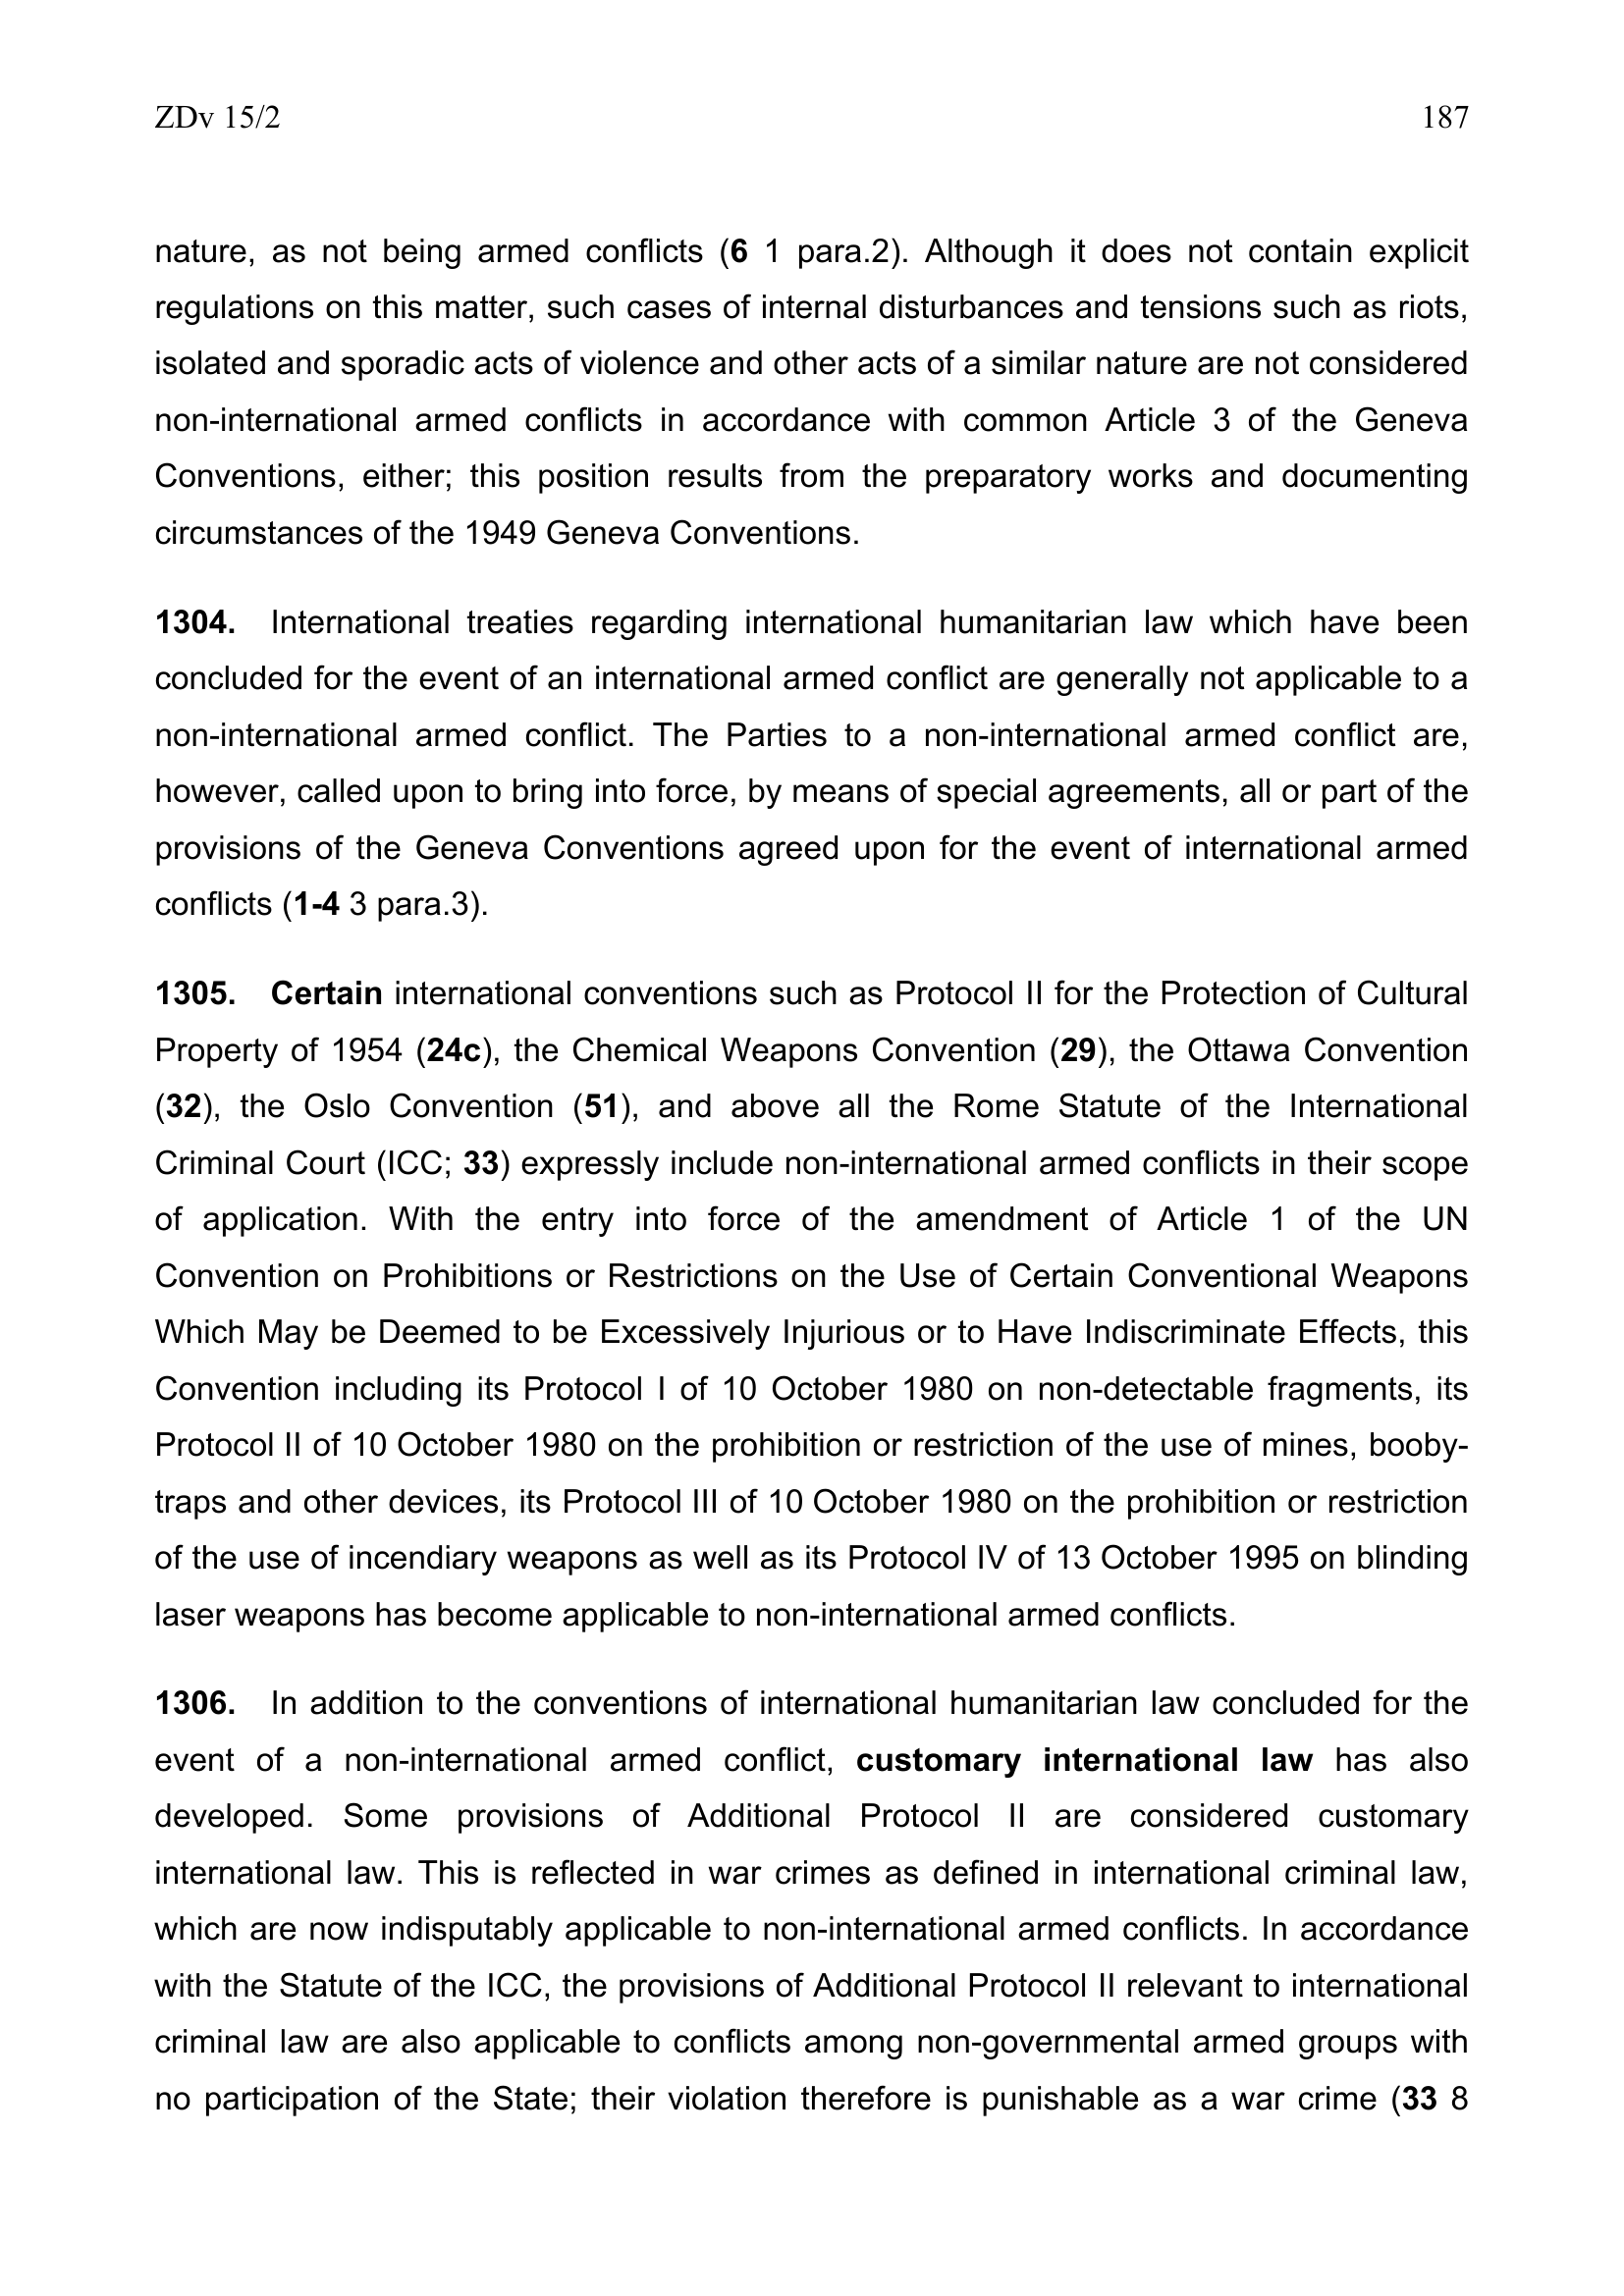 ZDv 15/2 187
nature, as not being armed conflicts (6 1 para.2). Although it does not contain explicit
regulations on this matter, such cases of internal disturbances and tensions such as riots,
isolated and sporadic acts of violence and other acts of a similar nature are not considered
non-international armed conflicts in accordance with common Article 3 of the Geneva
Conventions, either; this position results from the preparatory works and documenting
circumstances of the 1949 Geneva Conventions.
1304. International treaties regarding international humanitarian law which have been
concluded for the event of an international armed conflict are generally not applicable to a
non-international armed conflict. The Parties to a non-international armed conflict are,
however, called upon to bring into force, by means of special agreements, all or part of the
provisions of the Geneva Conventions agreed upon for the event of international armed
conflicts (1-4 3 para.3).
1305. Certain international conventions such as Protocol II for the Protection of Cultural
Property of 1954 (24c), the Chemical Weapons Convention (29), the Ottawa Convention
(32), the Oslo Convention (51), and above all the Rome Statute of the International
Criminal Court (ICC; 33) expressly include non-international armed conflicts in their scope
of application. With the entry into force of the amendment of Article 1 of the UN
Convention on Prohibitions or Restrictions on the Use of Certain Conventional Weapons
Which May be Deemed to be Excessively Injurious or to Have Indiscriminate Effects, this
Convention including its Protocol I of 10 October 1980 on non-detectable fragments, its
Protocol II of 10 October 1980 on the prohibition or restriction of the use of mines, booby-
traps and other devices, its Protocol III of 10 October 1980 on the prohibition or restriction
of the use of incendiary weapons as well as its Protocol IV of 13 October 1995 on blinding
laser weapons has become applicable to non-international armed conflicts.
1306. In addition to the conventions of international humanitarian law concluded for the
event of a non-international armed conflict, customary international law has also
developed. Some provisions of Additional Protocol II are considered customary
international law. This is reflected in war crimes as defined in international criminal law,
which are now indisputably applicable to non-international armed conflicts. In accordance
with the Statute of the ICC, the provisions of Additional Protocol II relevant to international
criminal law are also applicable to conflicts among non-governmental armed groups with
no participation of the State; their violation therefore is punishable as a war crime (33 8